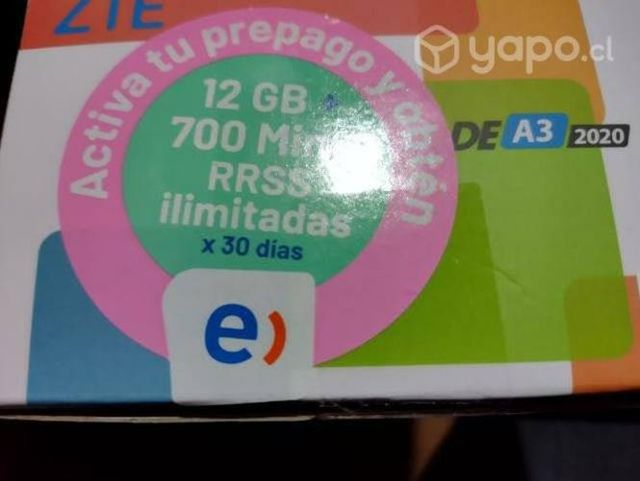 ZTE
yapo.cl
Activa tu prepago y obtén
12 GB +
700 Min
RRSS
ilimitadas
x 30 días
DE A3 2020
e)